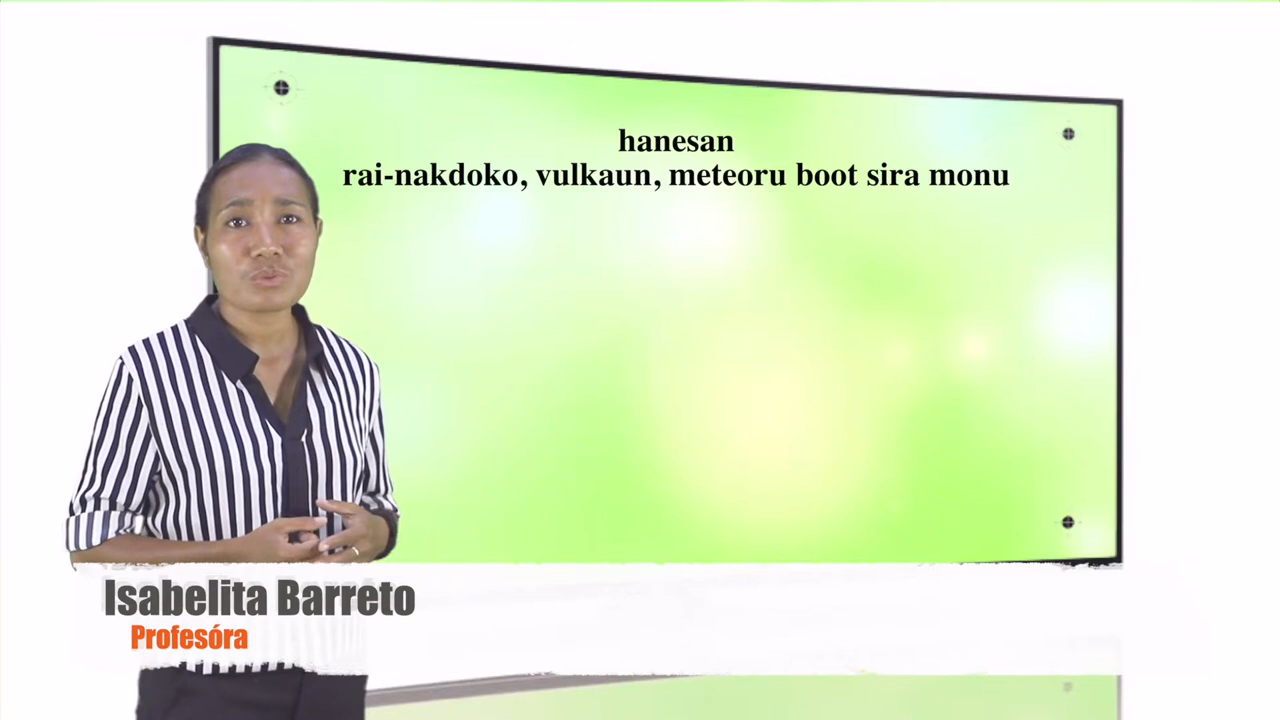 hanesan
rai-nakdoko, vulkaun, meteoru boot sira monu
Isabelita Barreto
Profesóra